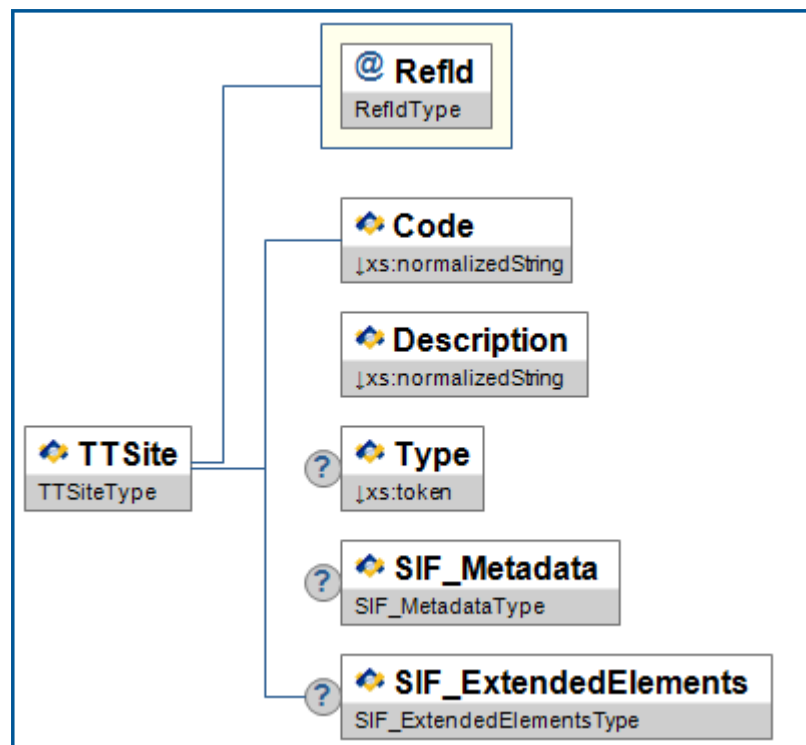 @ RefId
RefIdType
Code
↓xs:normalizedString
Description
↓xs:normalizedString
TTSite
TTSiteType
? Type
↓xs:token
? SIF_Metadata
SIF_MetadataType
? SIF_ExtendedElements
SIF_ExtendedElementsType